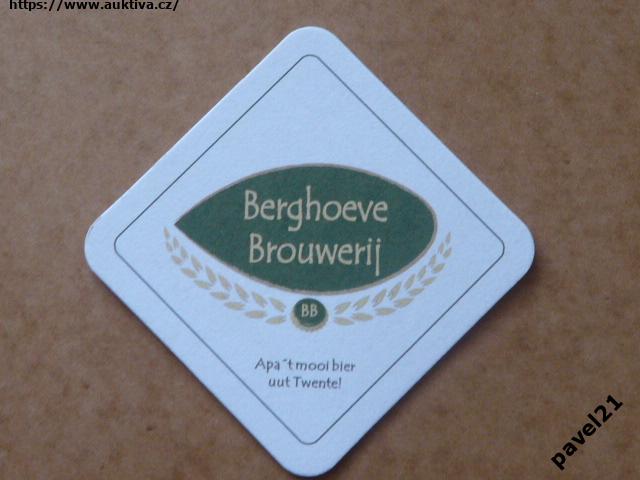 https://www.auktiva.cz/
Berghoeve
Brouwerij
BB
Apa´t mooi bier
uut Twente!
pavel21